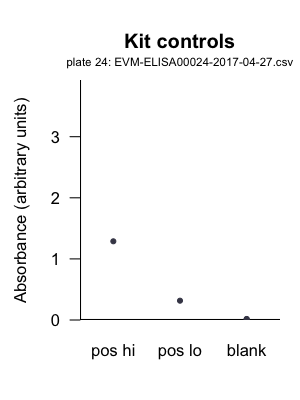 Kit controls
plate 24: EVM-ELISA00024-2017-04-27.csv
Absorbance (arbitrary units)
3
2
1
0
pos hi pos lo blank